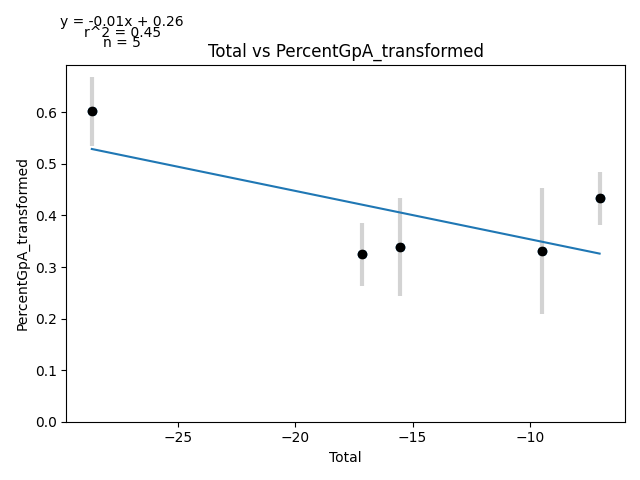 y = -0.01x + 0.26
r^2 = 0.45
n = 5
Total vs PercentGpA_transformed
PercentGpA_transformed
0.6
0.5
0.4
0.3
0.2
0.1
0.0
−25
−20
−15
−10
Total